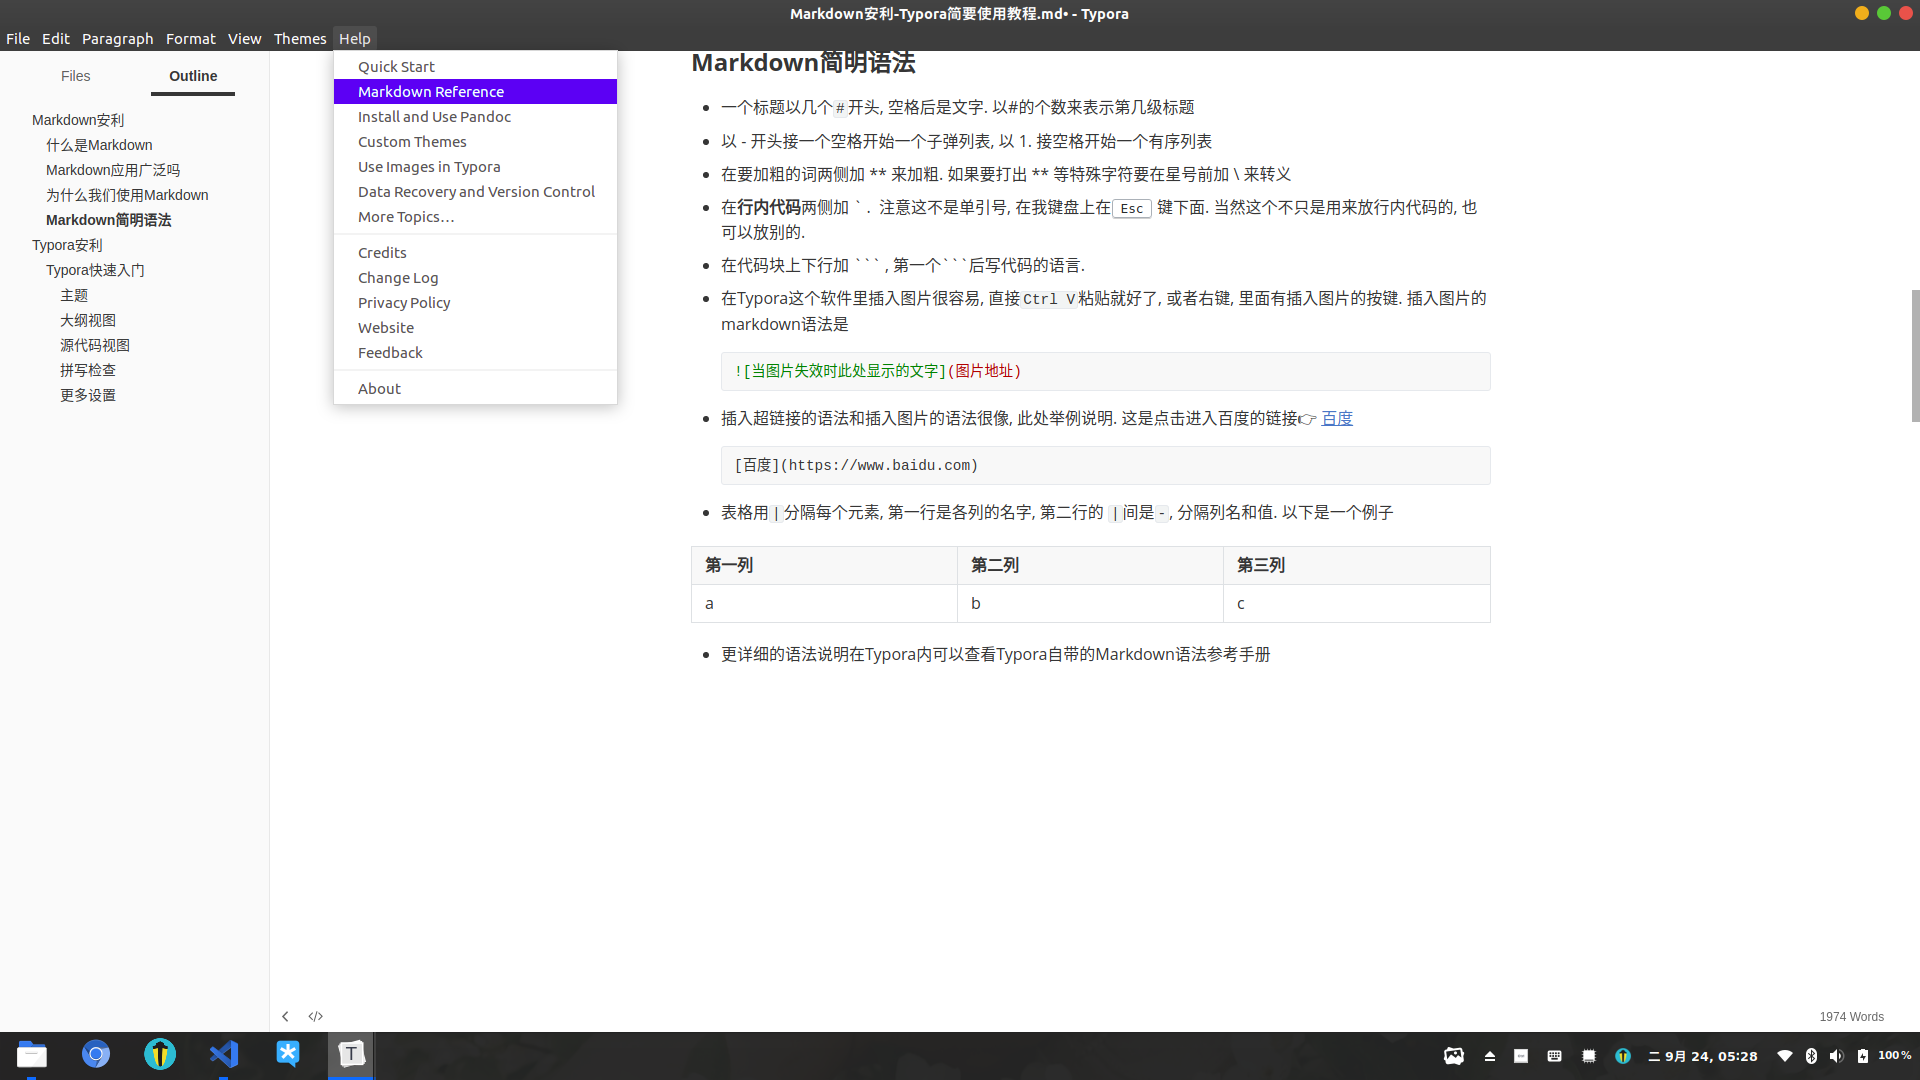 Markdown安利-Typora简要使用教程.md• - Typora
File Edit Paragraph Format View Themes Help
Files Outline
Markdown安利
什么是Markdown
Markdown应用广泛吗
为什么我们使用Markdown
Markdown简明语法
Typora安利
Typora快速入门
主题
大纲视图
源代码视图
拼写检查
更多设置
Quick Start
Markdown Reference
Install and Use Pandoc
Custom Themes
Use Images in Typora
Data Recovery and Version Control
More Topics…
Credits
Change Log
Privacy Policy
Website
Feedback
About
Markdown简明语法
一个标题以几个#开头, 空格后是文字. 以#的个数来表示第几级标题
以 - 开头接一个空格开始一个子弹列表, 以 1. 接空格开始一个有序列表
在要加粗的词两侧加 ** 来加粗. 如果要打出 ** 等特殊字符要在星号前加 \ 来转义
在行内代码两侧加 ` . 注意这不是单引号, 在我键盘上在 Esc 键下面. 当然这个不只是用来放行内代码的, 也
可以放别的.
在代码块上下行加 ``` , 第一个```后写代码的语言.
在Typora这个软件里插入图片很容易, 直接Ctrl V粘贴就好了, 或者右键, 里面有插入图片的按键. 插入图片的
markdown语法是
![当图片失效时此处显示的文字](图片地址)
插入超链接的语法和插入图片的语法很像, 此处举例说明. 这是点击进入百度的链接👉 百度
[百度](https://www.baidu.com)
表格用|分隔每个元素, 第一行是各列的名字, 第二行的 |间是-, 分隔列名和值. 以下是一个例子
第一列 第二列 第三列
a b c
更详细的语法说明在Typora内可以查看Typora自带的Markdown语法参考手册
1974 Words
二 9月 24, 05:28 100%